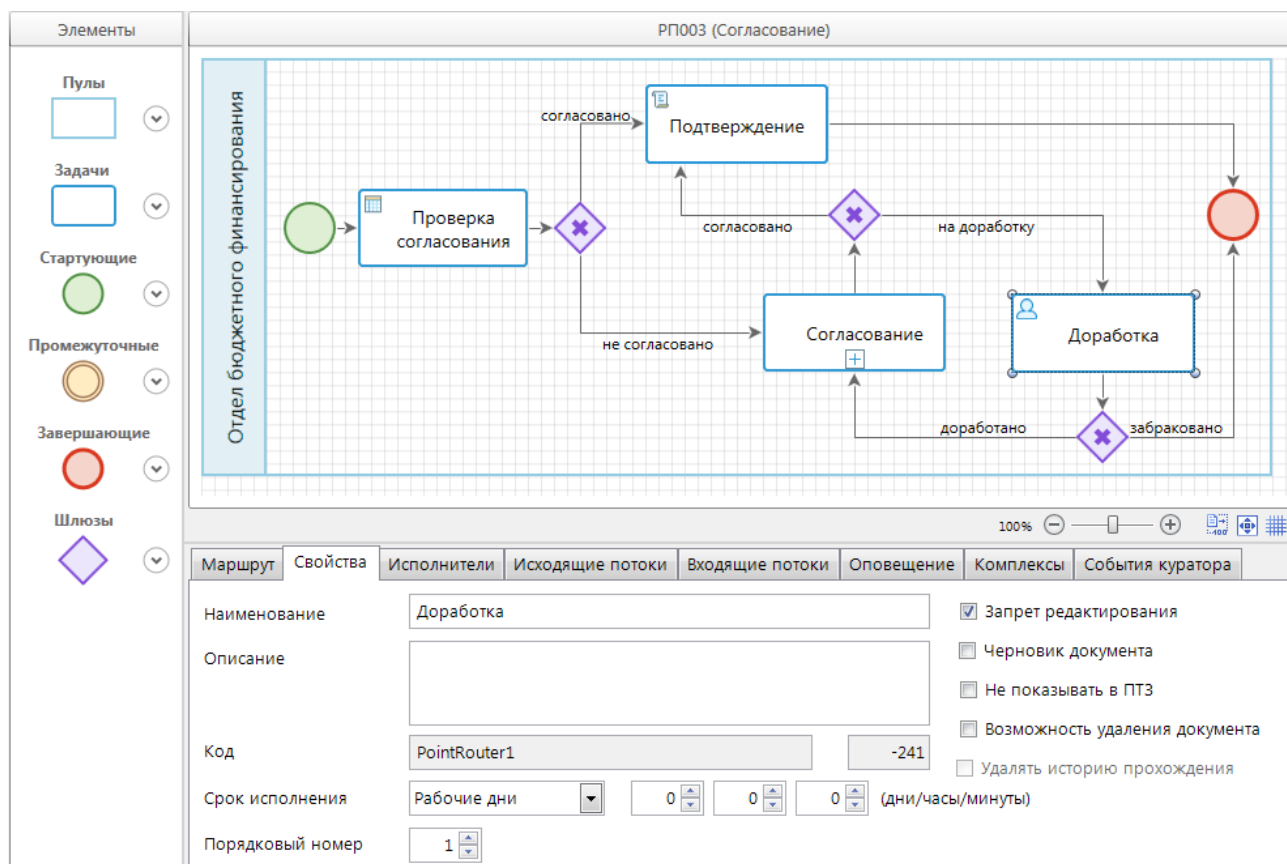 Элементы
Пулы
Задачи
Стартующие
Промежуточные
Завершающие
Шлюзы
РП003 (Согласование)
Отдел бюджетного финансирования
Проверка
согласования
согласовано
Подтверждение
согласовано
на доработку
не согласовано
Согласование
Доработка
доработано
забраковано
100%
Маршрут
Свойства
Исполнители
Исходящие потоки
Входящие потоки
Оповещение
Комплексы
События куратора
Наименование
Доработка
Запрет редактирования
Описание
Черновик документа
Не показывать в ПТЗ
Возможность удаления документа
Код
PointRouter1
-241
Удалять историю прохождения
Срок исполнения
Рабочие дни
0
0
0
(дни/часы/минуты)
Порядковый номер
1